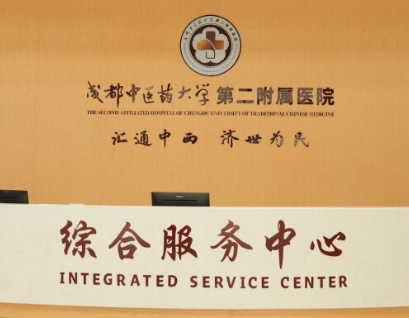 成都中医药大学第二附属医院
THE SECOND AFFILIATED HOSPITAL OF CHENGDU UNIVERSITY OF TRADITIONAL CHINESE MEDICINE
汇通中西 济世为民
综合服务中心
INTEGRATED SERVICE CENTER